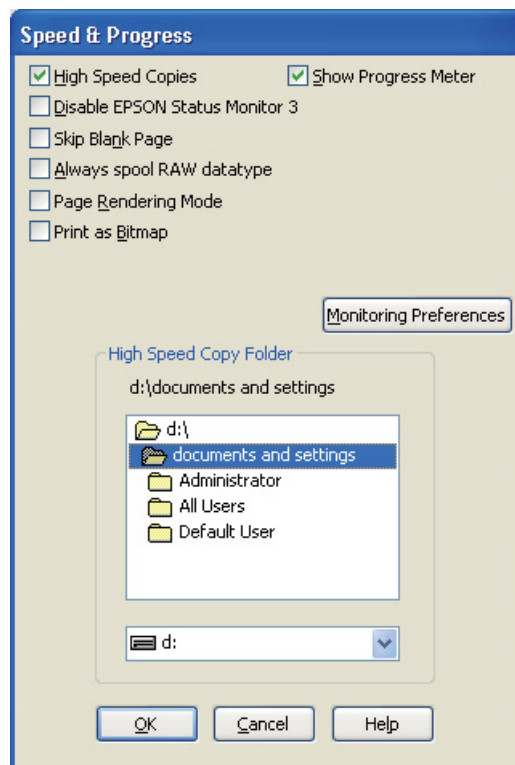 Speed & Progress
High Speed Copies
Show Progress Meter
Disable EPSON Status Monitor 3
Skip Blank Page
Always spool RAW datatype
Page Rendering Mode
Print as Bitmap
Monitoring Preferences
High Speed Copy Folder
d:\documents and settings
d:\
documents and settings
Administrator
All Users
Default User
d:
OK Cancel Help